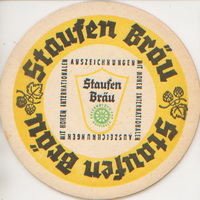 Staufen Bräu
AUSZEICHNUNGEN
MIT HOHEN INTERNATIONALEN
Staufen
Bräu
MIT HOHEN INTERNATIONALEN
AUSZEICHNUNGEN
Staufen Bräu